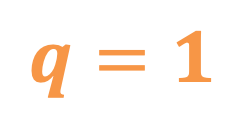 q = 1